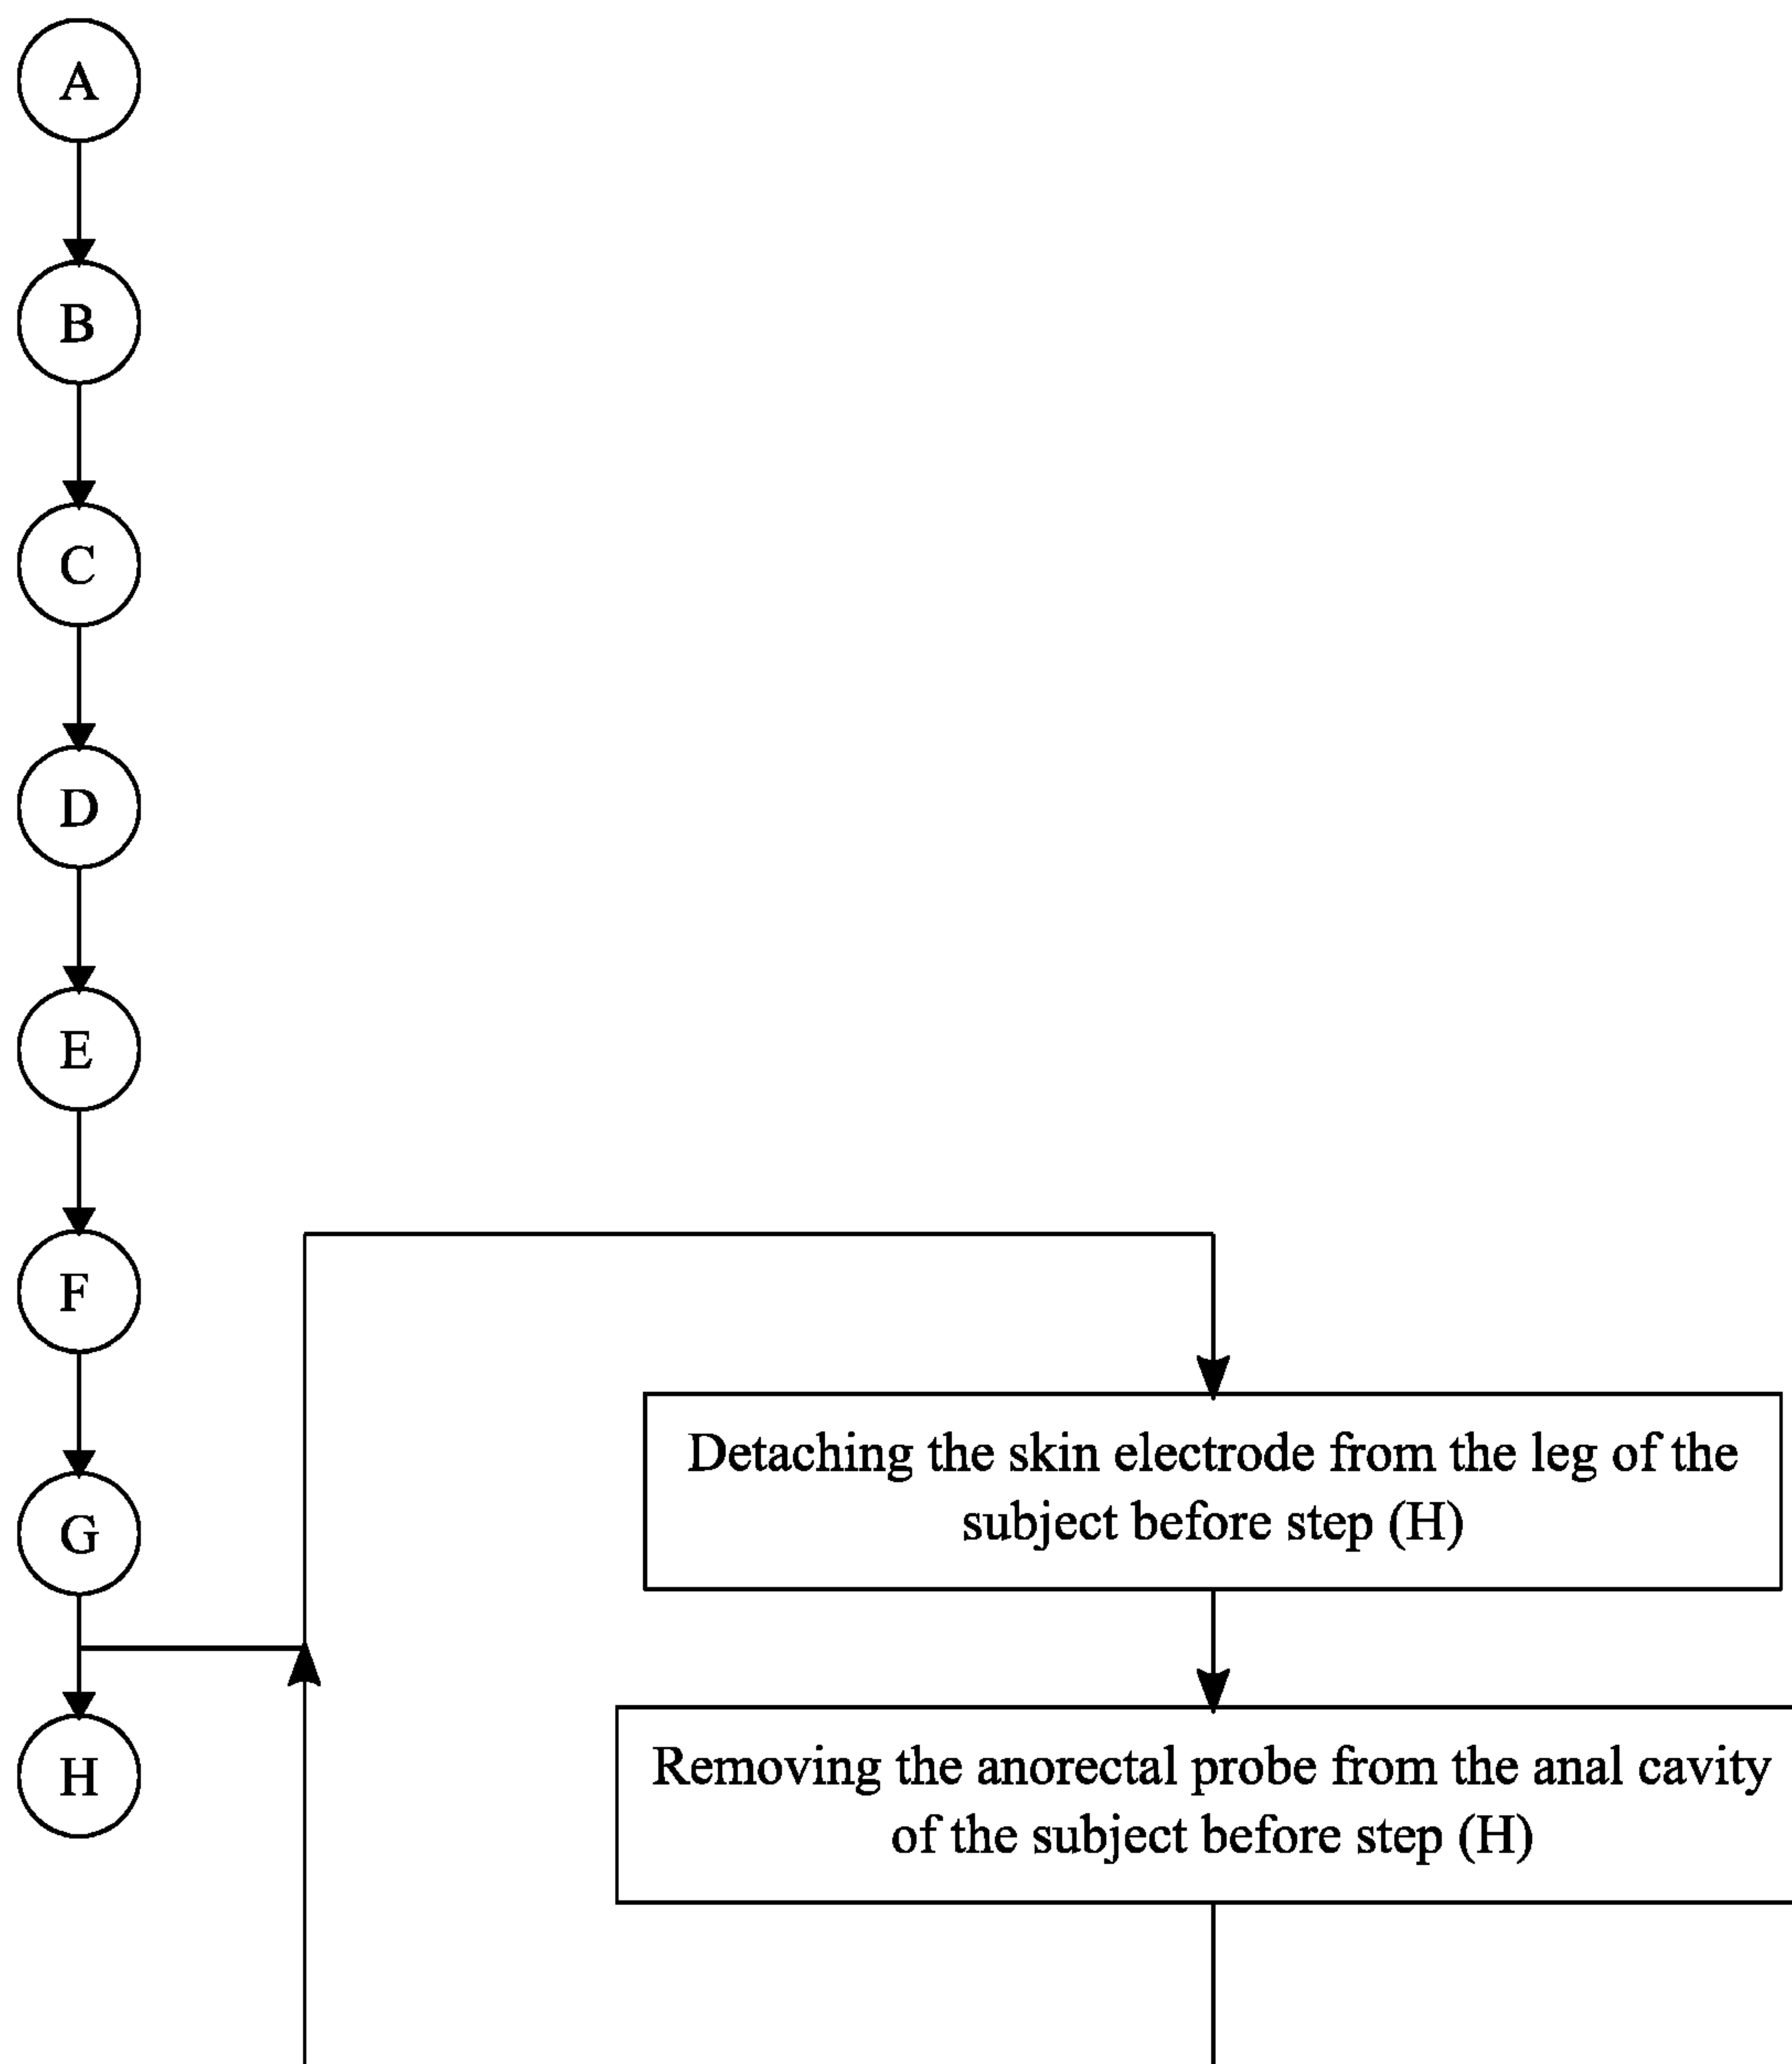 A
B
C
D
E
F
G
H
Detaching the skin electrode from the leg of the
subject before step (H)
Removing the anorectal probe from the anal cavity
of the subject before step (H)